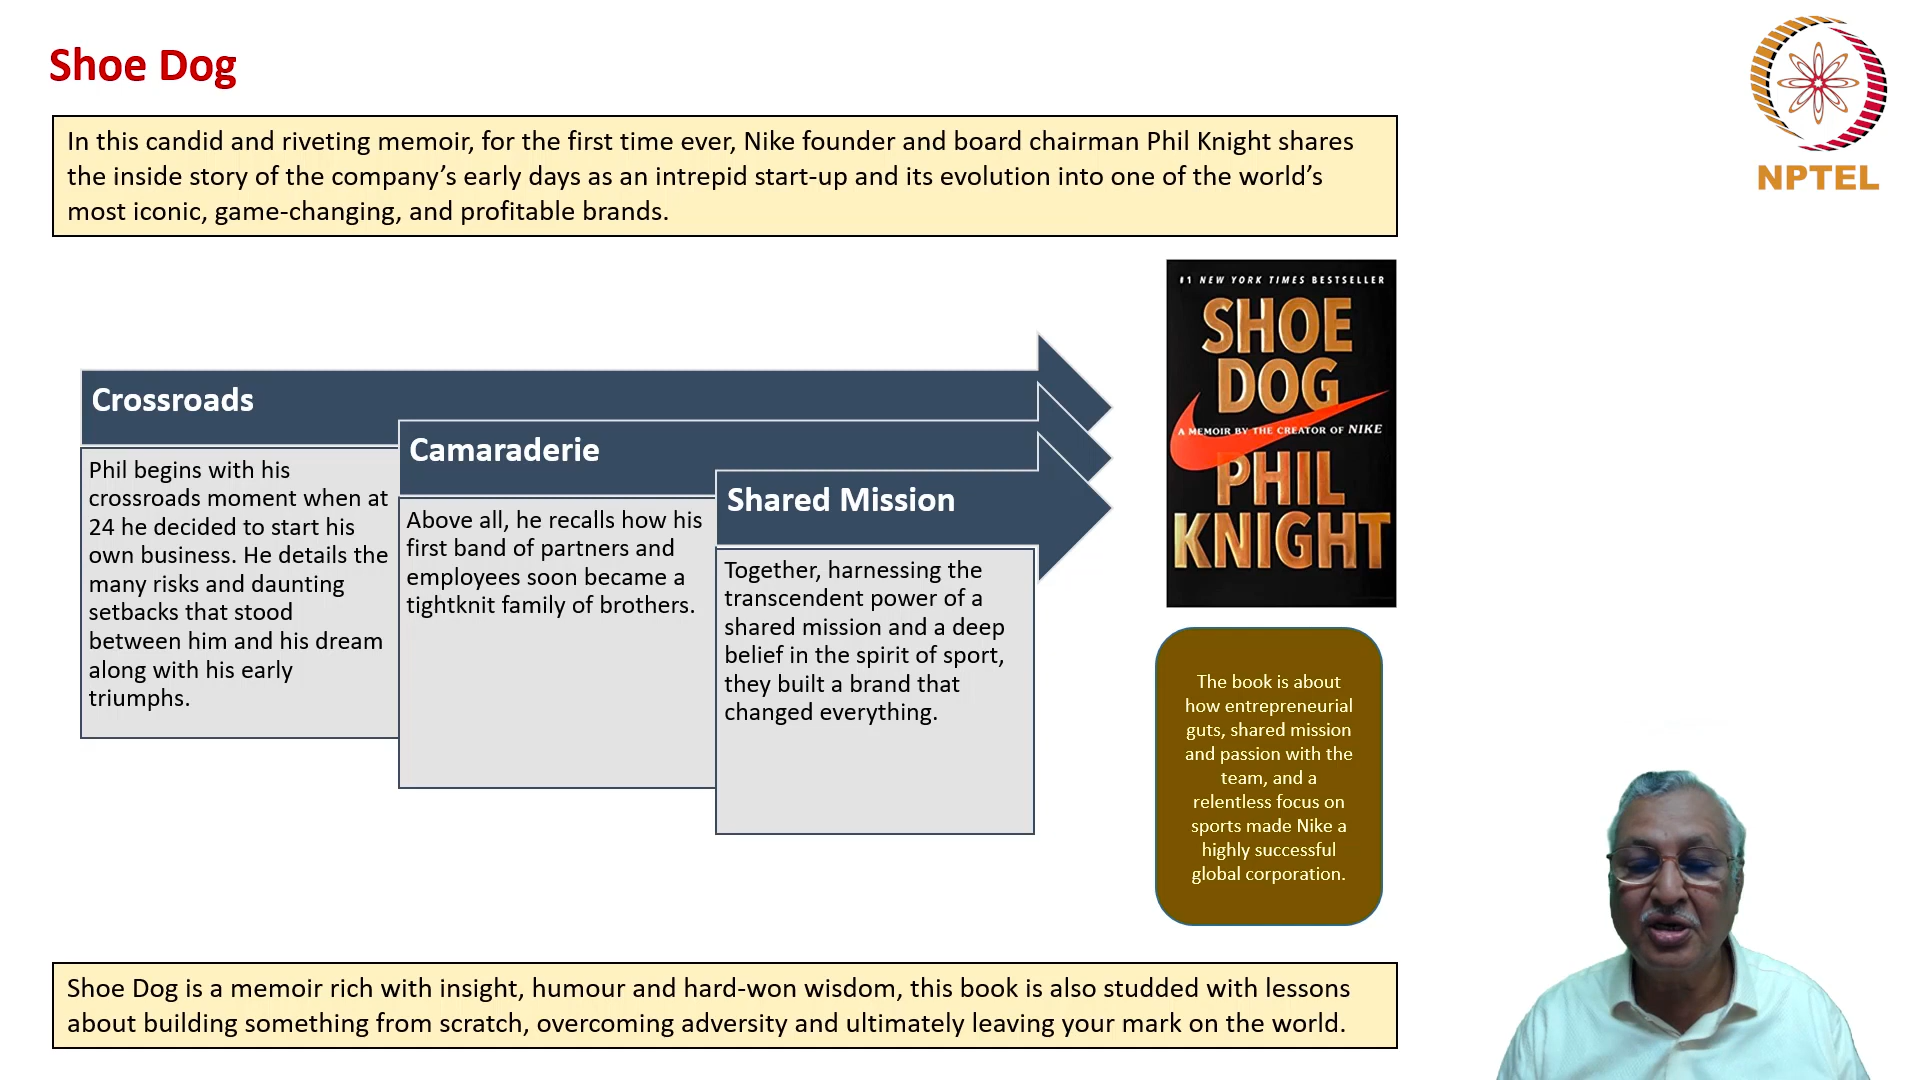 Shoe Dog
In this candid and riveting memoir, for the first time ever, Nike founder and board chairman Phil Knight shares
the inside story of the company’s early days as an intrepid start-up and its evolution into one of the world’s
most iconic, game-changing, and profitable brands.
NPTEL
Crossroads
Phil begins with his
crossroads moment when at
24 he decided to start his
own business. He details the
many risks and daunting
setbacks that stood
between him and his dream
along with his early
triumphs.
Camaraderie
Above all, he recalls how his
first band of partners and
employees soon became a
tightknit family of brothers.
Shared Mission
Together, harnessing the
transcendent power of a
shared mission and a deep
belief in the spirit of sport,
they built a brand that
changed everything.
#1 NEW YORK TIMES BESTSELLER
SHOE
DOG
A MEMOIR BY THE CREATOR OF NIKE
PHIL
KNIGHT
The book is about
how entrepreneurial
guts, shared mission
and passion with the
team, and a
relentless focus on
sports made Nike a
highly successful
global corporation.
Shoe Dog is a memoir rich with insight, humour and hard-won wisdom, this book is also studded with lessons
about building something from scratch, overcoming adversity and ultimately leaving your mark on the world.